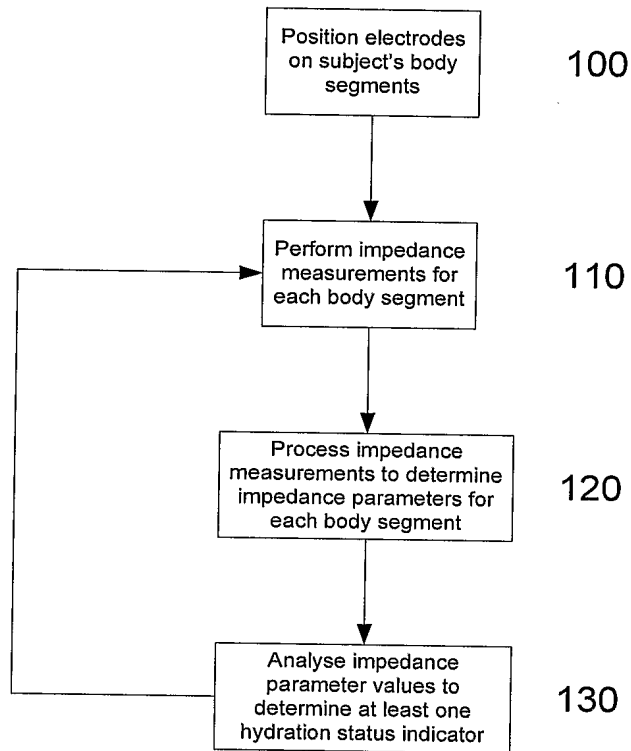 Position electrodes
on subject's body
segments
100
Perform impedance
measurements for
each body segment
110
Process impedance
measurements to determine
impedance parameters for
each body segment
120
Analyse impedance
parameter values to
determine at least one
hydration status indicator
130